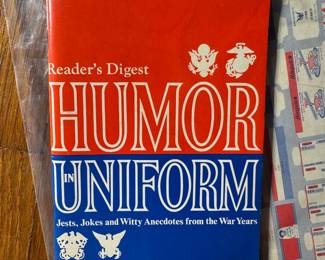 Reader's Digest
HUMOR
IN
UNIFORM
Jests, Jokes and Witty Anecdotes from the War Years